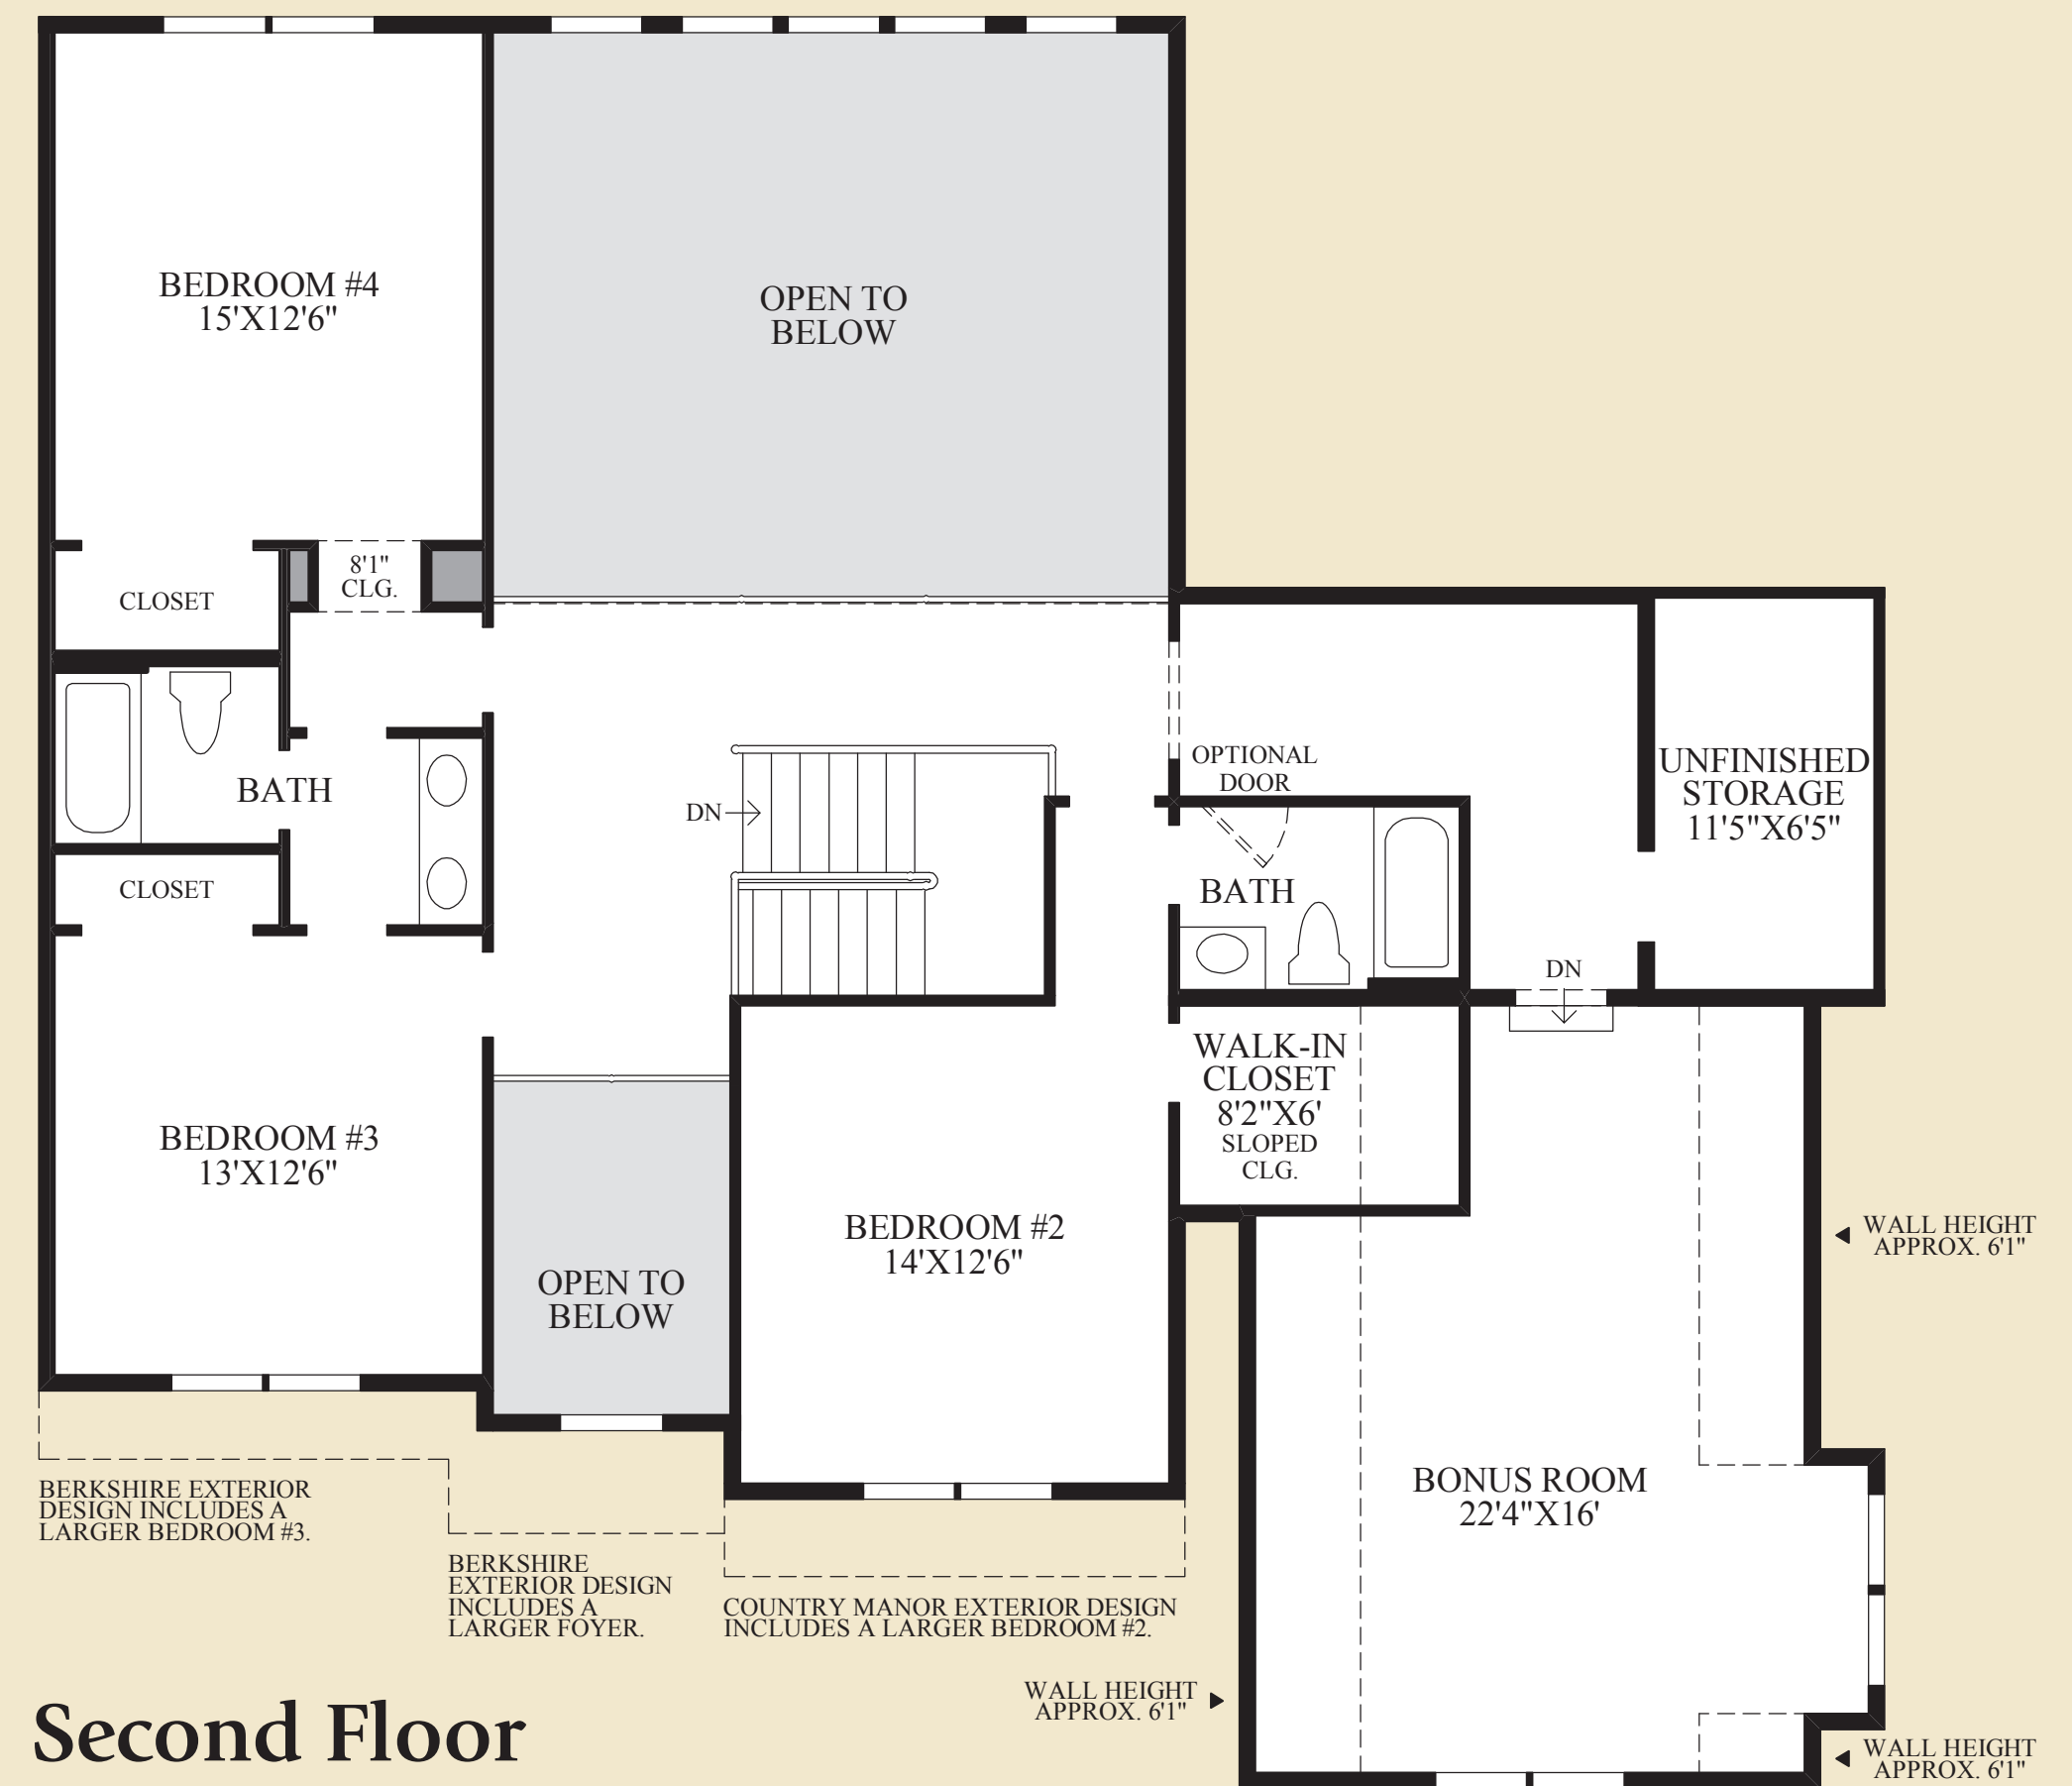 BEDROOM #4
15'X12'6"
OPEN TO
BELOW
8'1"
CLG.
CLOSET
BATH
CLOSET
DN
OPTIONAL
DOOR
BATH
UNFINISHED
STORAGE
11'5"X6'5"
DN
WALK-IN
CLOSET
8'2"X6'
SLOPED
CLG.
BEDROOM #3
13'X12'6"
OPEN TO
BELOW
BEDROOM #2
14'X12'6"
WALL HEIGHT
APPROX. 6'1"
BONUS ROOM
22'4"X16'
BERKSHIRE EXTERIOR
DESIGN INCLUDES A
LARGER BEDROOM #3.
BERKSHIRE
EXTERIOR DESIGN
INCLUDES A
LARGER FOYER.
COUNTRY MANOR EXTERIOR DESIGN
INCLUDES A LARGER BEDROOM #2.
WALL HEIGHT
APPROX. 6'1"
WALL HEIGHT
APPROX. 6'1"
Second Floor